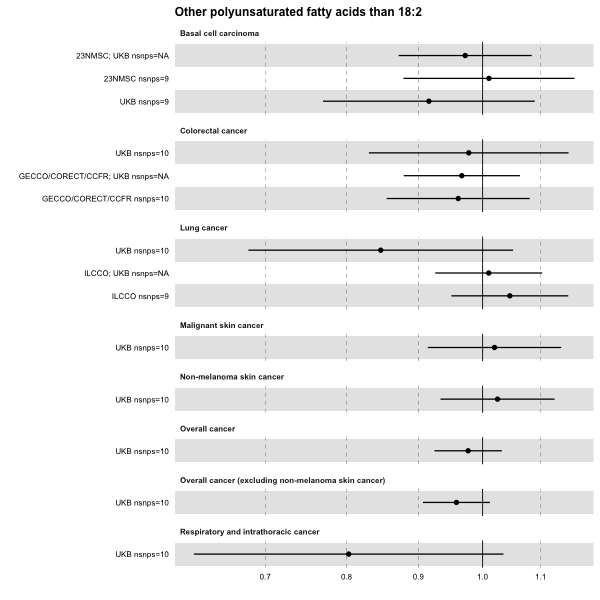 Other polyunsaturated fatty acids than 18:2
Basal cell carcinoma
23NMSC; UKB nsnps=NA
23NMSC nsnps=9
UKB nsnps=9
Colorectal cancer
UKB nsnps=10
GECCO/CORECT/CCFR; UKB nsnps=NA
GECCO/CORECT/CCFR nsnps=10
Lung cancer
UKB nsnps=10
ILCCO; UKB nsnps=NA
ILCCO nsnps=9
Malignant skin cancer
UKB nsnps=10
Non-melanoma skin cancer
UKB nsnps=10
Overall cancer
UKB nsnps=10
Overall cancer (excluding non-melanoma skin cancer)
UKB nsnps=10
Respiratory and intrathoracic cancer
UKB nsnps=10
0.7 0.8 0.9 1.0 1.1